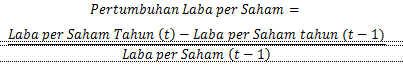 Pertumbuhan Laba per Saham =
Laba per Saham Tahun (t) − Laba per Saham tahun (t − 1)
Laba per Saham (t − 1)